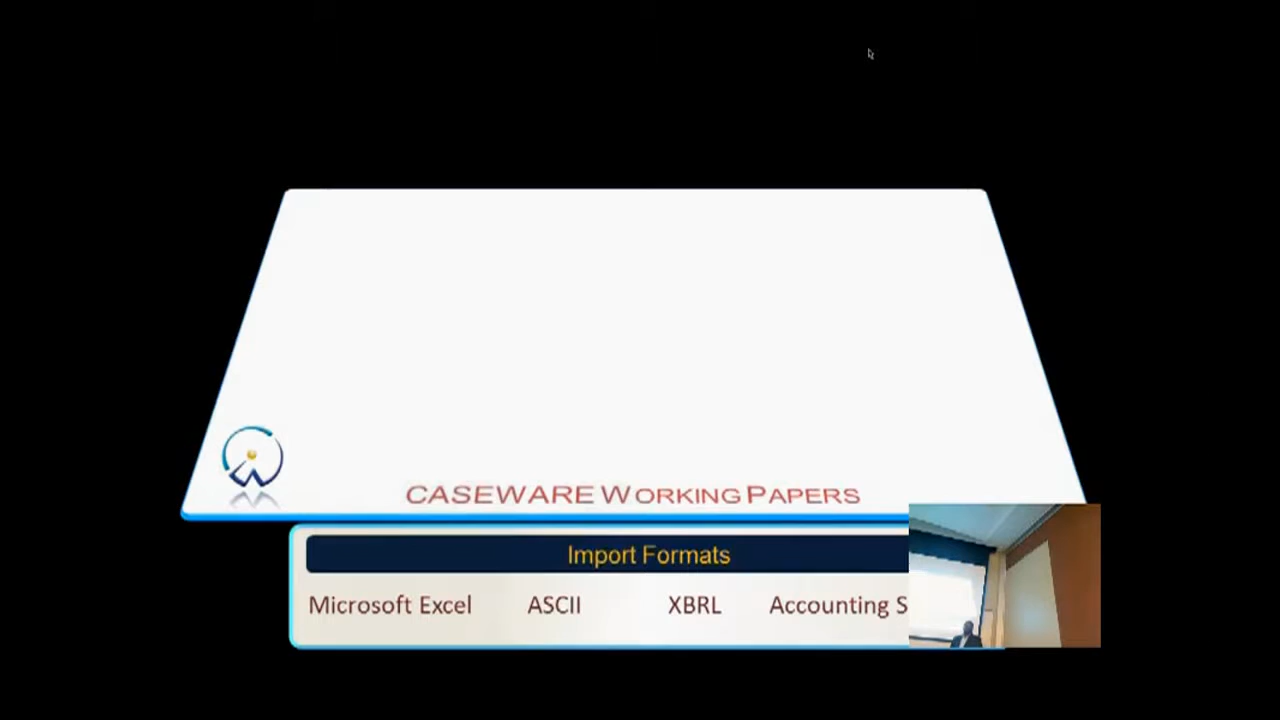 CASEWARE WORKING PAPERS
Import Formats
Microsoft Excel ASCII XBRL Accounting S